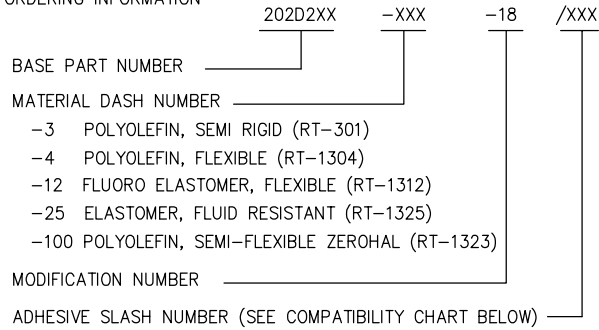 ORDERING INFORMATION
202D2XX -XXX -18 /XXX
BASE PART NUMBER
MATERIAL DASH NUMBER
-3 POLYOLEFIN, SEMI RIGID (RT-301)
-4 POLYOLEFIN, FLEXIBLE (RT-1304)
-12 FLUORO ELASTOMER, FLEXIBLE (RT-1312)
-25 ELASTOMER, FLUID RESISTANT (RT-1325)
-100 POLYOLEFIN, SEMI-FLEXIBLE ZEROHAL (RT-1323)
MODIFICATION NUMBER
ADHESIVE SLASH NUMBER (SEE COMPATIBILITY CHART BELOW)